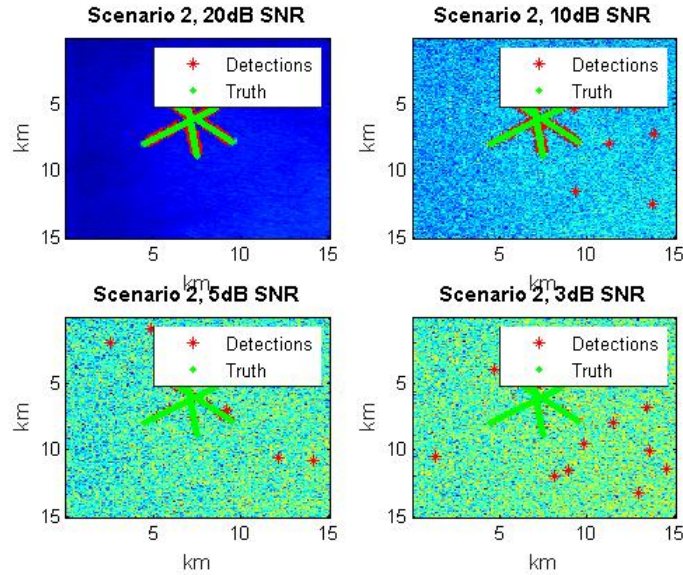 Scenario 2, 20dB SNR
Detections
Truth
km
5
10
15
5
10
15
km
Scenario 2, 10dB SNR
Detections
Truth
km
5
10
15
5
10
15
km
Scenario 2, 5dB SNR
Detections
Truth
km
5
10
15
5
10
15
km
Scenario 2, 3dB SNR
Detections
Truth
km
5
10
15
5
10
15
km